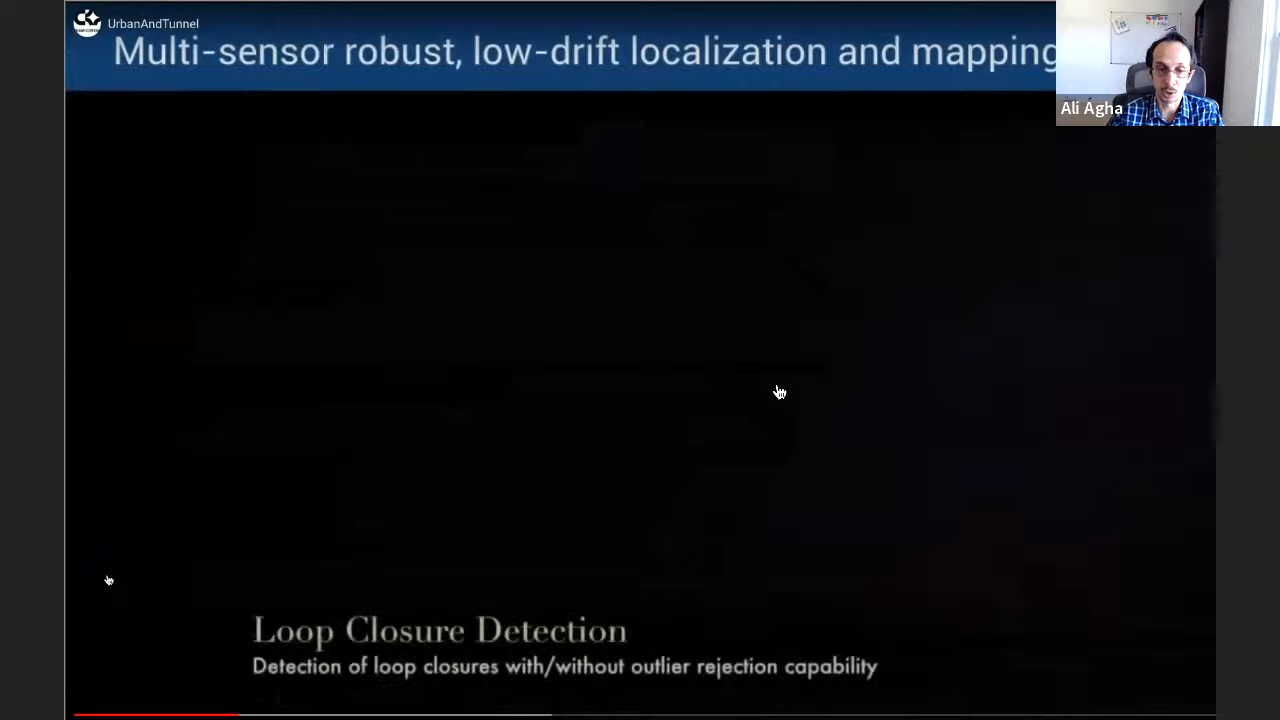 UrbanAndTunnel
Multi-sensor robust, low-drift localization and mapping
Ali Agha
Loop Closure Detection
Detection of loop closures with/without outlier rejection capability